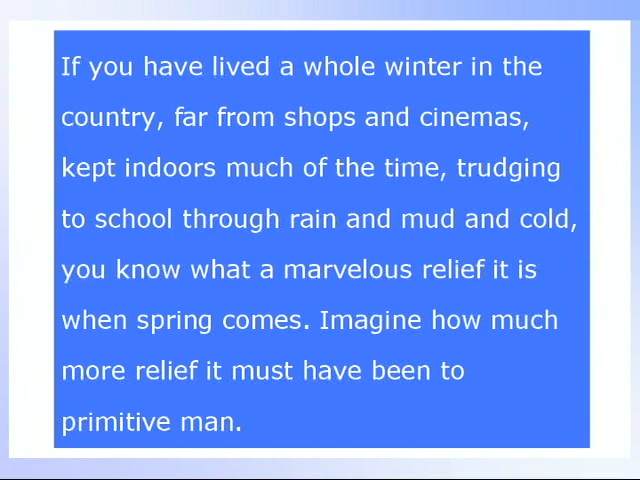 If you have lived a whole winter in the
country, far from shops and cinemas,
kept indoors much of the time, trudging
to school through rain and mud and cold,
you know what a marvelous relief it is
when spring comes. Imagine how much
more relief it must have been to
primitive man.